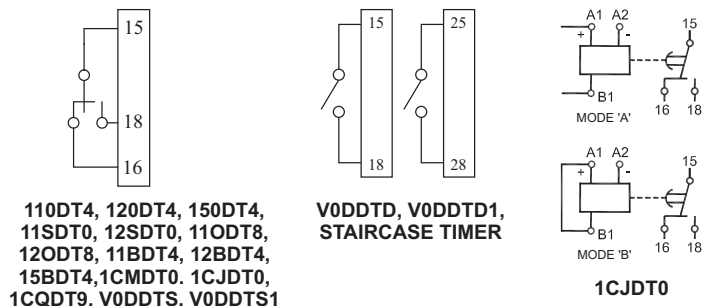 15
18
16
110DT4, 120DT4, 150DT4,
11SDT0, 12SDT0, 11ODT8,
12ODT8, 11BDT4, 12BDT4,
15BDT4,1CMDT0. 1CJDT0,
1CQDT9, V0DDTS, V0DDTS1
15
25
18
28
V0DDTD, V0DDTD1,
STAIRCASE TIMER
A1 A2
15
+ -
B1
16 18
MODE 'A'
A1 A2
15
+ -
B1
16 18
MODE 'B'
1CJDT0